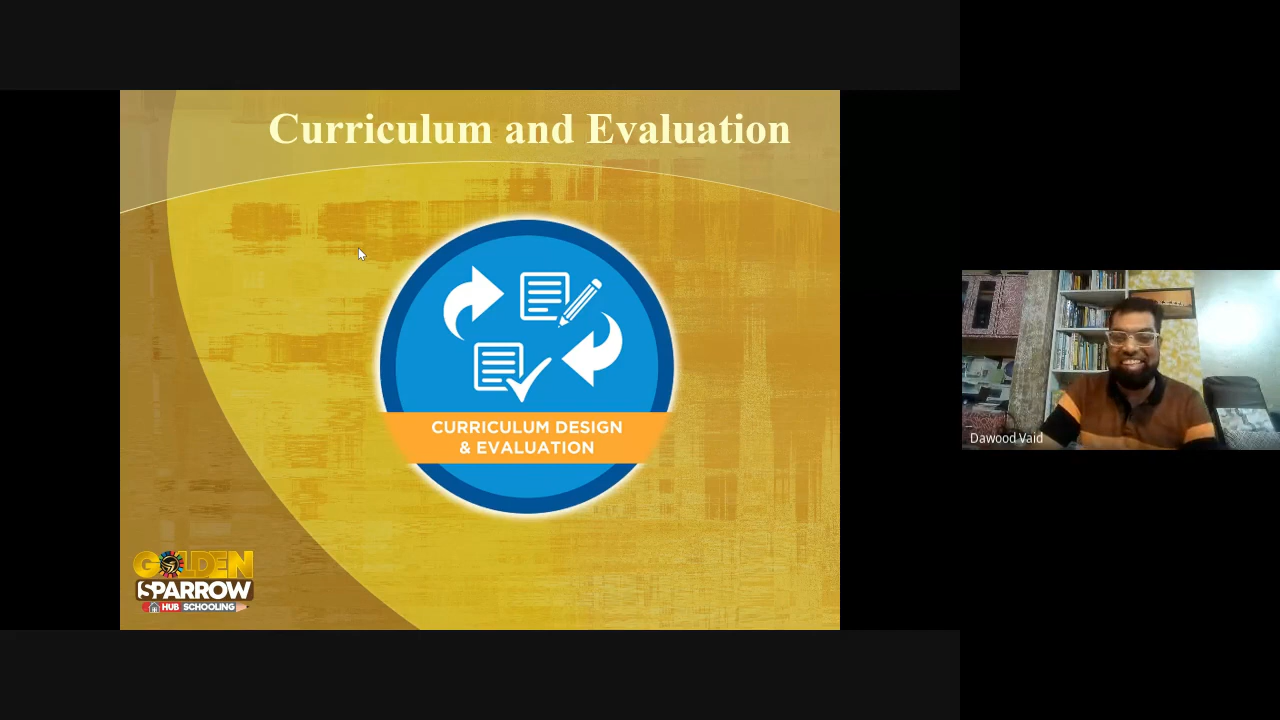 Curriculum and Evaluation
CURRICULUM DESIGN
& EVALUATION
GOLDEN
SPARROW
HUB SCHOOLING
Dawood Vaid